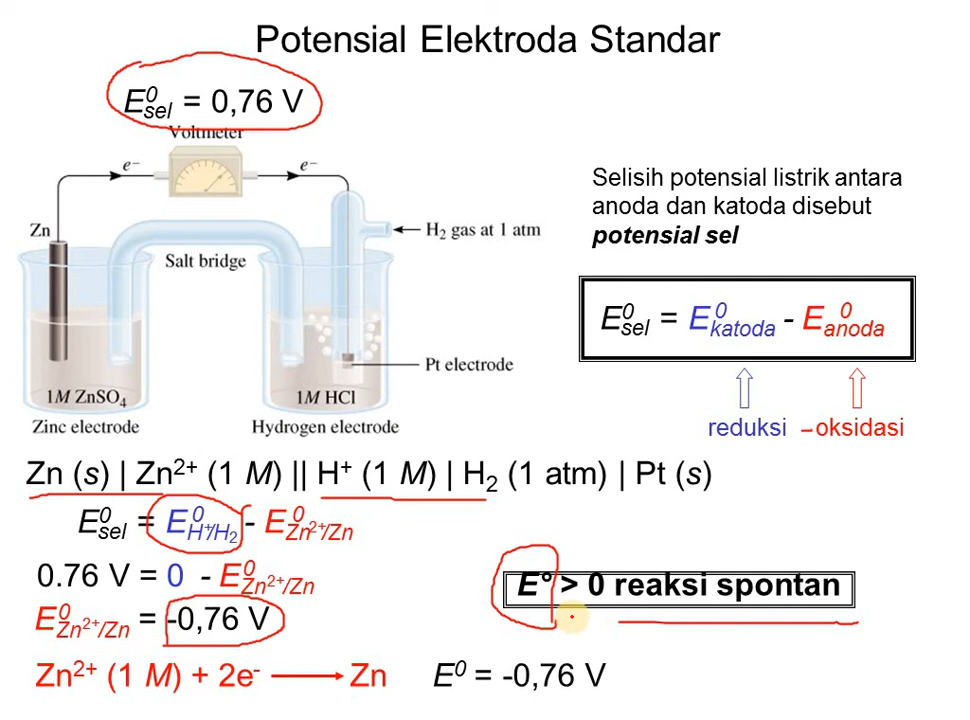 Potensial Elektroda Standar
E⁰sel = 0,76 V
Voltmeter
e⁻ e⁻
Zn
H₂ gas at 1 atm
Salt bridge
Pt electrode
1M ZnSO₄
1M HCl
Zinc electrode
Hydrogen electrode
Selisih potensial listrik antara
anoda dan katoda disebut
potensial sel
E⁰sel = E⁰katoda - E⁰anoda
reduksi – oksidasi
Zn (s) | Zn²⁺ (1 M) || H⁺ (1 M) | H₂ (1 atm) | Pt (s)
E⁰sel = E⁰H⁺/H₂ - E⁰Zn²⁺/Zn
0.76 V = 0 - E⁰Zn²⁺/Zn
E⁰Zn²⁺/Zn = -0,76 V
E° > 0 reaksi spontan
Zn²⁺ (1 M) + 2e⁻ ⟶ Zn E⁰ = -0,76 V